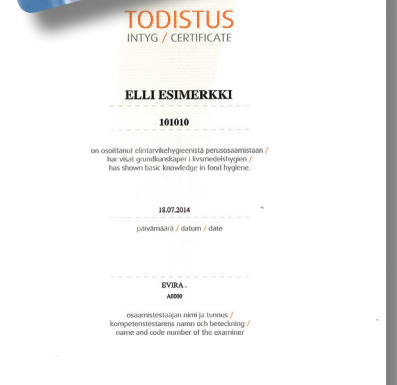 TODISTUS
INTYG / CERTIFICATE
ELLI ESIMERKKI
101010
on osoittanut elintarvikehygieenistä perusosaamistaan /
har visat grundkunskaper i livsmedelshygien /
has shown basic knowledge in food hygiene.
18.07.2014
päivämäärä / datum / date
EVIRA .
A0000
osaamistestaajan nimi ja tunnus /
kompetenstestarens namn och beteckning /
name and code number of the examiner